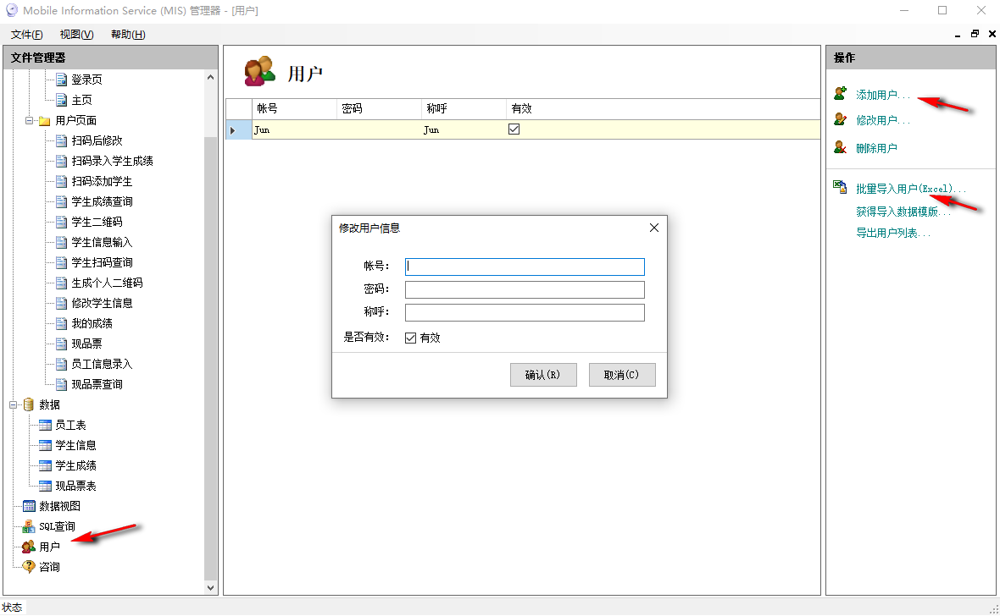 Mobile Information Service (MIS) 管理器 - [用户]
文件(F) 视图(V) 帮助(H)
文件管理器
登录页
主页
用户页面
扫码后修改
扫码录入学生成绩
扫码添加学生
学生成绩查询
学生二维码
学生信息输入
学生扫码查询
生成个人二维码
修改学生信息
我的成绩
现品票
员工信息录入
现品票查询
数据
员工表
学生信息
学生成绩
现品票表
数据视图
SQL查询
用户
咨询
用户
帐号 密码 称呼 有效
Jun Jun
修改用户信息
帐号：
密码：
称呼：
是否有效： 有效
确认(R) 取消(C)
操作
添加用户...
修改用户...
删除用户
批量导入用户(Excel)...
获得导入数据模版...
导出用户列表...
状态